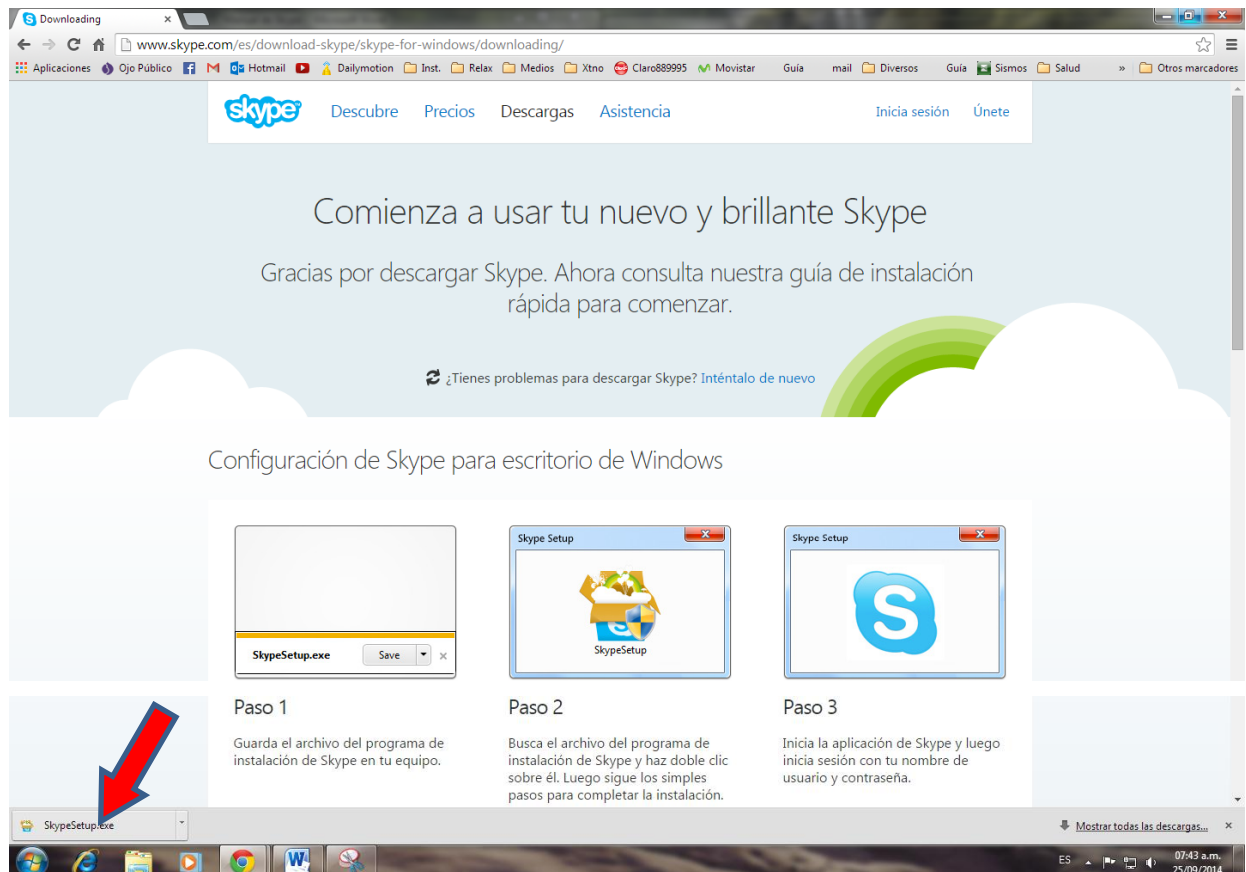 Downloading
www.skype.com/es/download-skype/skype-for-windows/downloading/
Aplicaciones Ojo Público Hotmail Dailymotion Inst. Relax Medios Xtno Claro889995 Movistar Guía mail Diversos Guía Sismos Salud » Otros marcadores
skype Descubre Precios Descargas Asistencia Inicia sesión Únete
Comienza a usar tu nuevo y brillante Skype
Gracias por descargar Skype. Ahora consulta nuestra guía de instalación
rápida para comenzar.
¿Tienes problemas para descargar Skype? Inténtalo de nuevo
Configuración de Skype para escritorio de Windows
SkypeSetup.exe Save
Skype Setup
SkypeSetup
Skype Setup
Paso 1
Guarda el archivo del programa de
instalación de Skype en tu equipo.
Paso 2
Busca el archivo del programa de
instalación de Skype y haz doble clic
sobre él. Luego sigue los simples
pasos para completar la instalación.
Paso 3
Inicia la aplicación de Skype y luego
inicia sesión con tu nombre de
usuario y contraseña.
SkypeSetup.exe
Mostrar todas las descargas...
ES
07:43 a.m.
25/09/2014